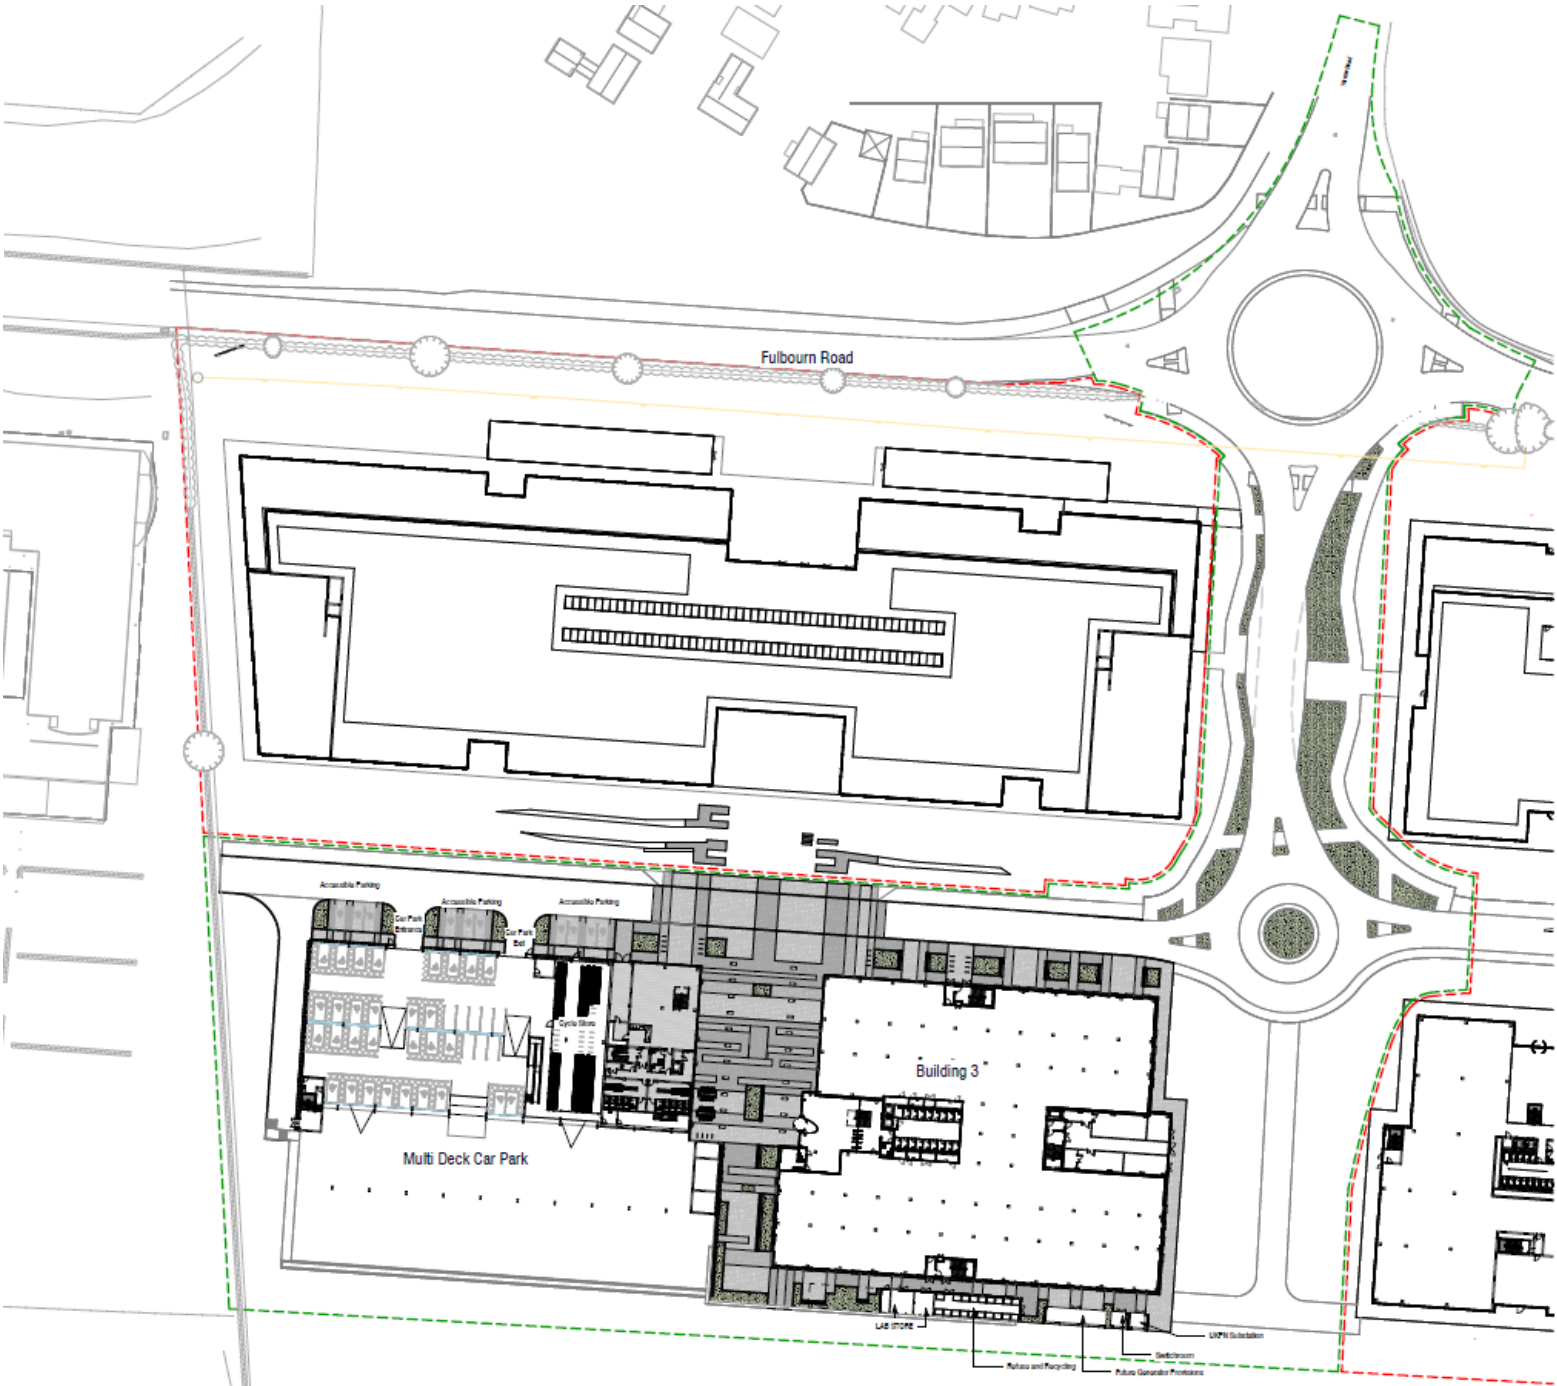 Fulbourn Road
Accessible Parking
Accessible Parking
Accessible Parking
Car Park
Entrance
Car Park
Exit
Cycle Store
Building 3
Multi Deck Car Park
LAB STORE
UKPN Substation
Switchroom
Refuse and Recycling
Future Generator Provisions